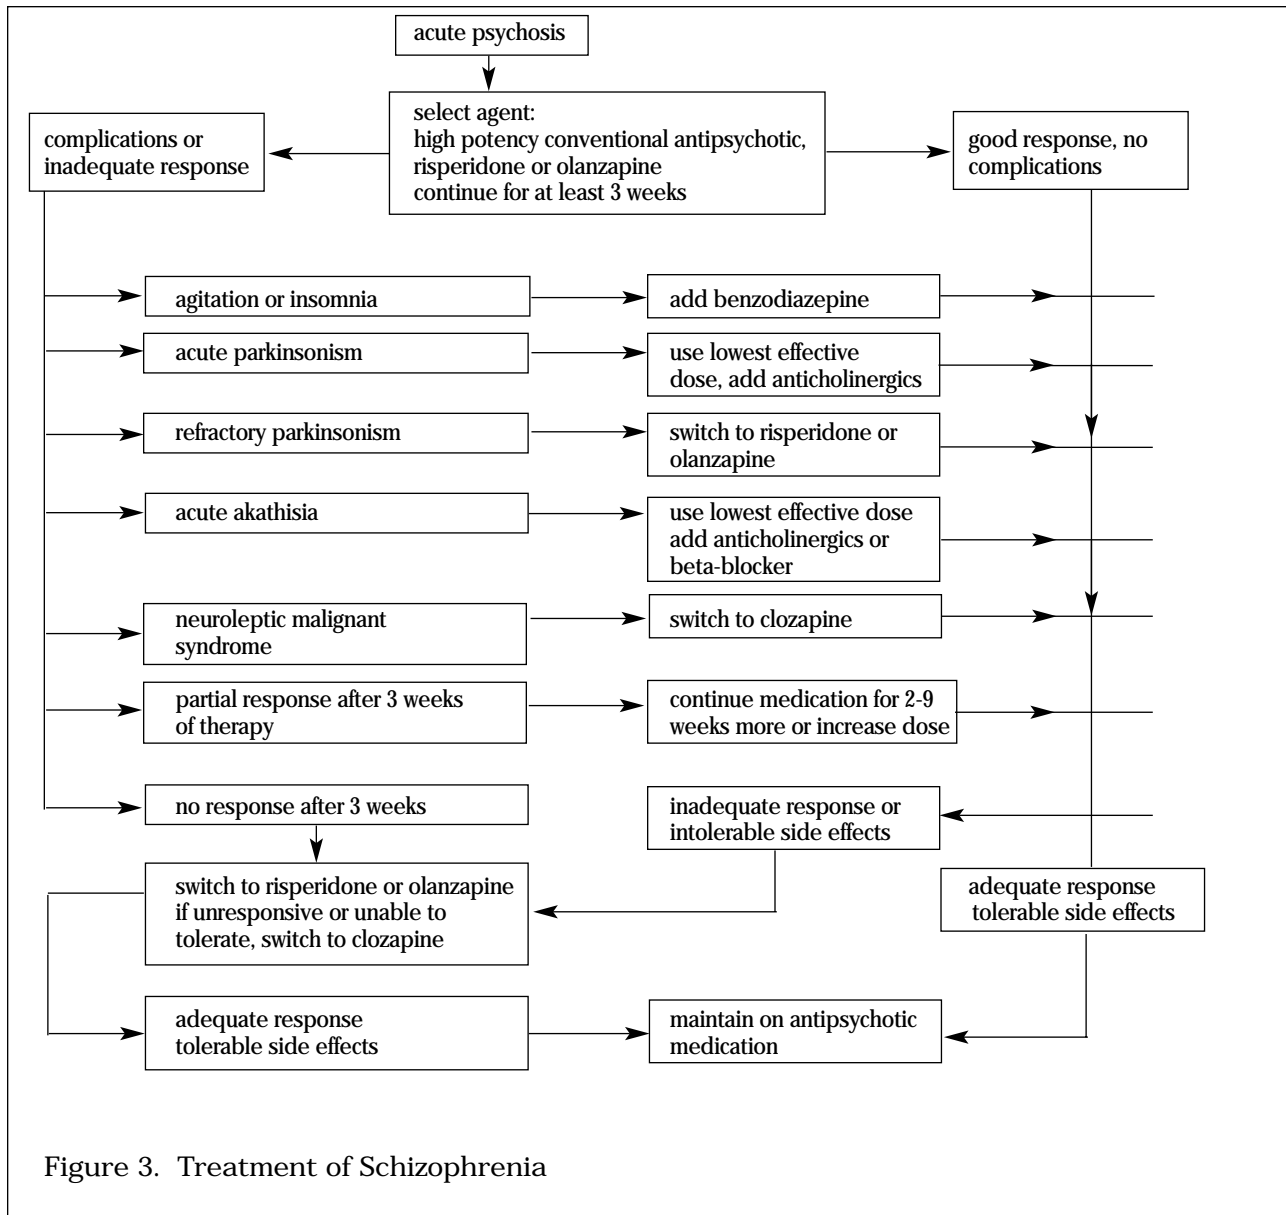 acute psychosis
select agent:
high potency conventional antipsychotic,
risperidone or olanzapine
continue for at least 3 weeks
complications or
inadequate response
good response, no
complications
agitation or insomnia
add benzodiazepine
acute parkinsonism
use lowest effective
dose, add anticholinergics
refractory parkinsonism
switch to risperidone or
olanzapine
acute akathisia
use lowest effective dose
add anticholinergics or
beta-blocker
neuroleptic malignant
syndrome
switch to clozapine
partial response after 3 weeks
of therapy
continue medication for 2-9
weeks more or increase dose
no response after 3 weeks
inadequate response or
intolerable side effects
switch to risperidone or olanzapine
if unresponsive or unable to
tolerate, switch to clozapine
adequate response
tolerable side effects
adequate response
tolerable side effects
maintain on antipsychotic
medication
Figure 3. Treatment of Schizophrenia